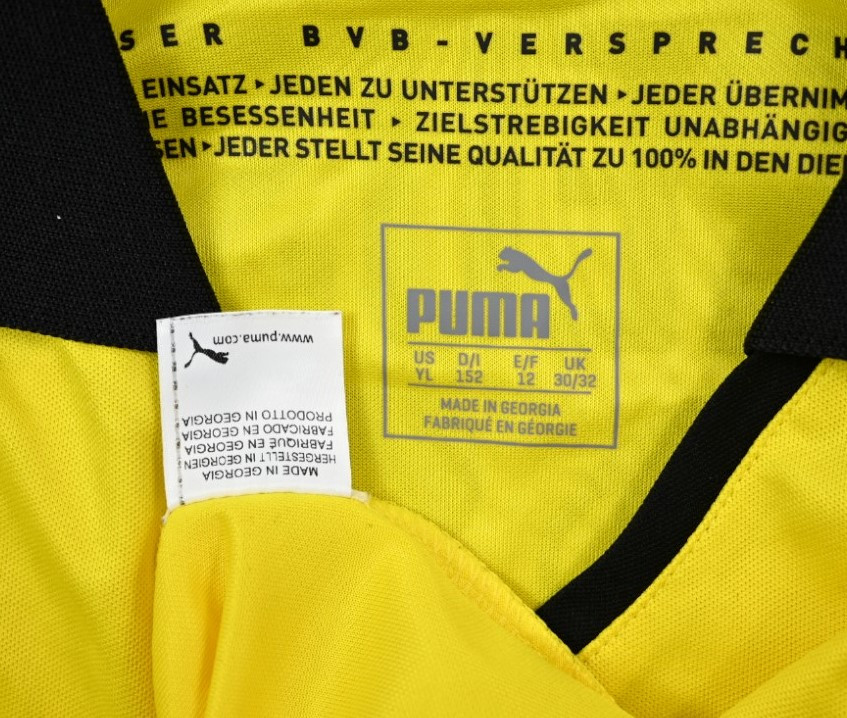 SER BVB-VERSPRECH
EINSATZ ▸ JEDEN ZU UNTERSTÜTZEN ▸ JEDER ÜBERNIM
E BESESSENHEIT ▸ ZIELSTREBIGKEIT UNABHÄNGIG
SEN ▸ JEDER STELLT SEINE QUALITÄT ZU 100% IN DEN DIE
PUMA
US D/I E/F UK
YL 152 12 30/32
MADE IN GEORGIA
FABRIQUÉ EN GÉORGIE
MADE IN GEORGIA
HERGESTELLT IN GEORGIEN
FABRIQUÉ EN GEORGIA
FABRICADO EN GEORGIA
PRODOTTO IN GEORGIA
www.puma.com